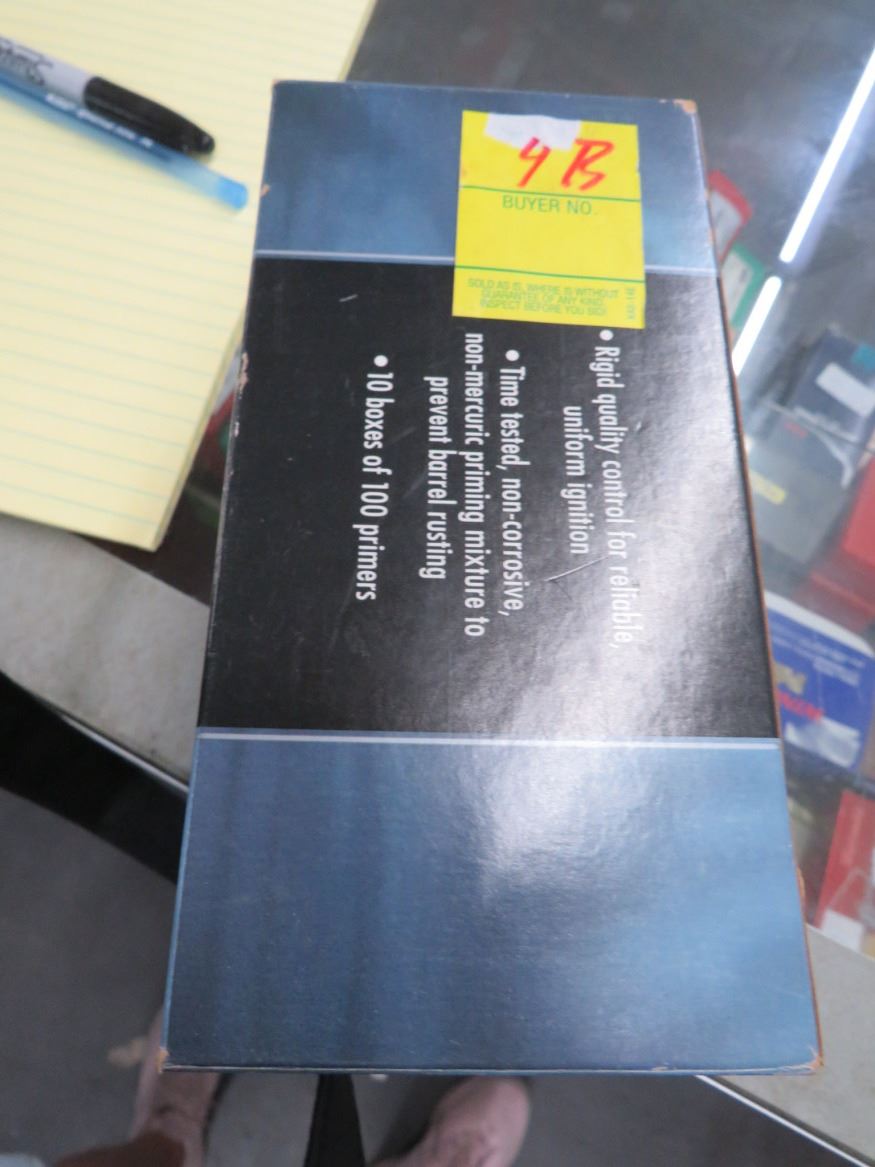 4 B
BUYER NO.
SOLD AS IS, WHERE IS WITHOUT
GUARANTEE OF ANY KIND.
INSPECT BEFORE YOU BID!
• Rigid quality control for reliable,
uniform ignition
• Time tested, non-corrosive,
non-mercuric priming mixture to
prevent barrel rusting
• 10 boxes of 100 primers